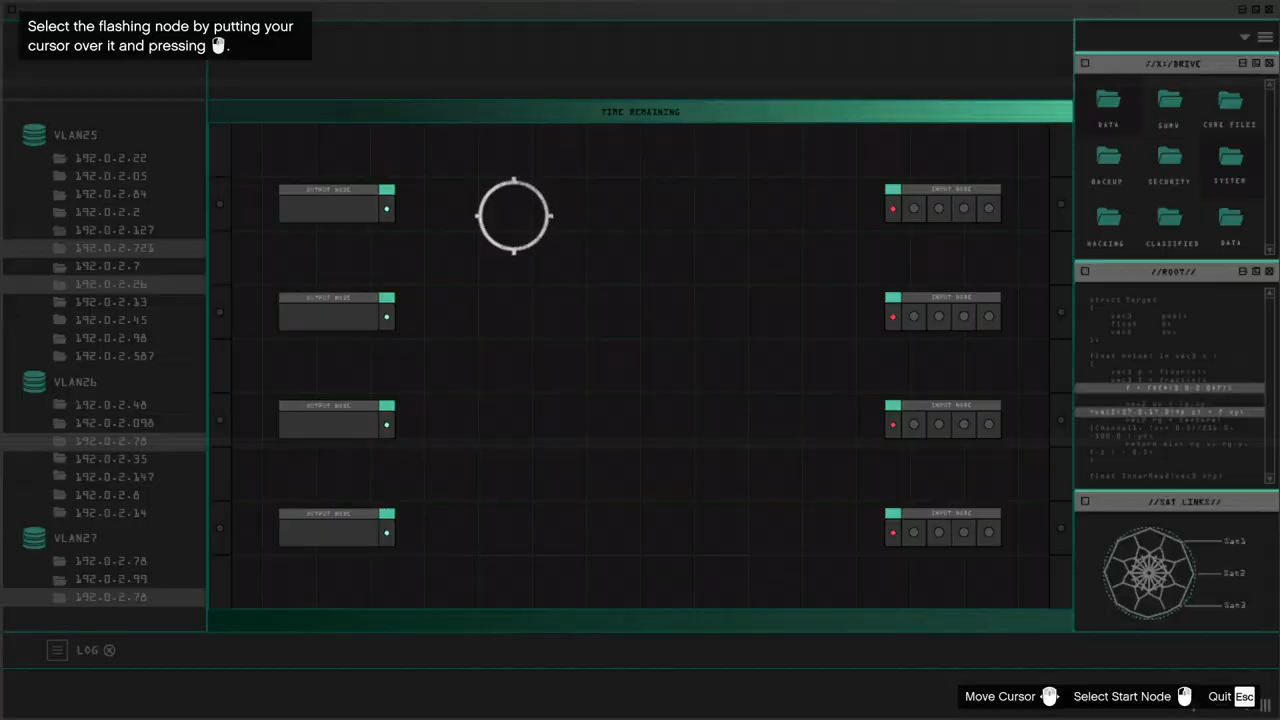 Select the flashing node by putting your
cursor over it and pressing .
TIME REMAINING
VLAN25
192.0.2.22
192.0.2.05
192.0.2.84
192.0.2.2
192.0.2.127
192.0.2.721
192.0.2.7
192.0.2.26
192.0.2.13
192.0.2.45
192.0.2.98
192.0.2.587
VLAN26
192.0.2.48
192.0.2.098
192.0.2.78
192.0.2.35
192.0.2.147
192.0.2.8
192.0.2.14
VLAN27
192.0.2.78
192.0.2.99
192.0.2.78
OUTPUT NODE
INPUT NODE
OUTPUT NODE
INPUT NODE
OUTPUT NODE
INPUT NODE
OUTPUT NODE
INPUT NODE
//X:/DRIVE
DATA
SURV
CORE FILES
BACKUP
SECURITY
SYSTEM
HACKING
CLASSIFIED
DATA
//ROOT//
struct Target
//SAT LINKS//
Sat1
Sat2
Sat3
LOG
Move Cursor
Select Start Node
Quit Esc